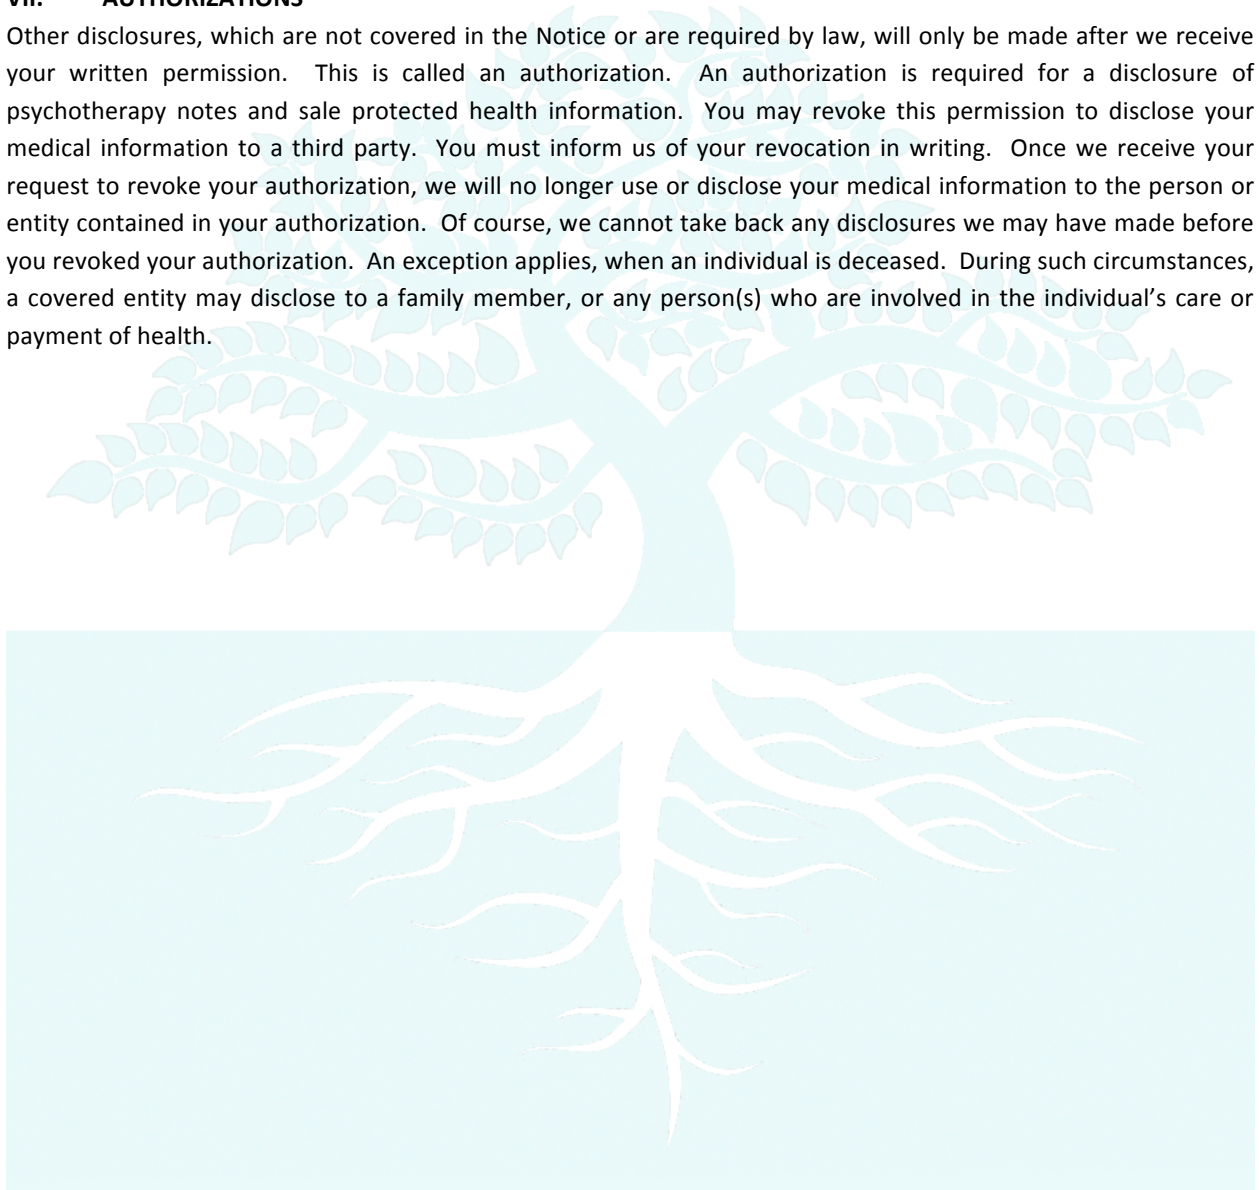 VII. AUTHORIZATIONS
Other disclosures, which are not covered in the Notice or are required by law, will only be made after we receive
your written permission. This is called an authorization. An authorization is required for a disclosure of
psychotherapy notes and sale protected health information. You may revoke this permission to disclose your
medical information to a third party. You must inform us of your revocation in writing. Once we receive your
request to revoke your authorization, we will no longer use or disclose your medical information to the person or
entity contained in your authorization. Of course, we cannot take back any disclosures we may have made before
you revoked your authorization. An exception applies, when an individual is deceased. During such circumstances,
a covered entity may disclose to a family member, or any person(s) who are involved in the individual’s care or
payment of health.